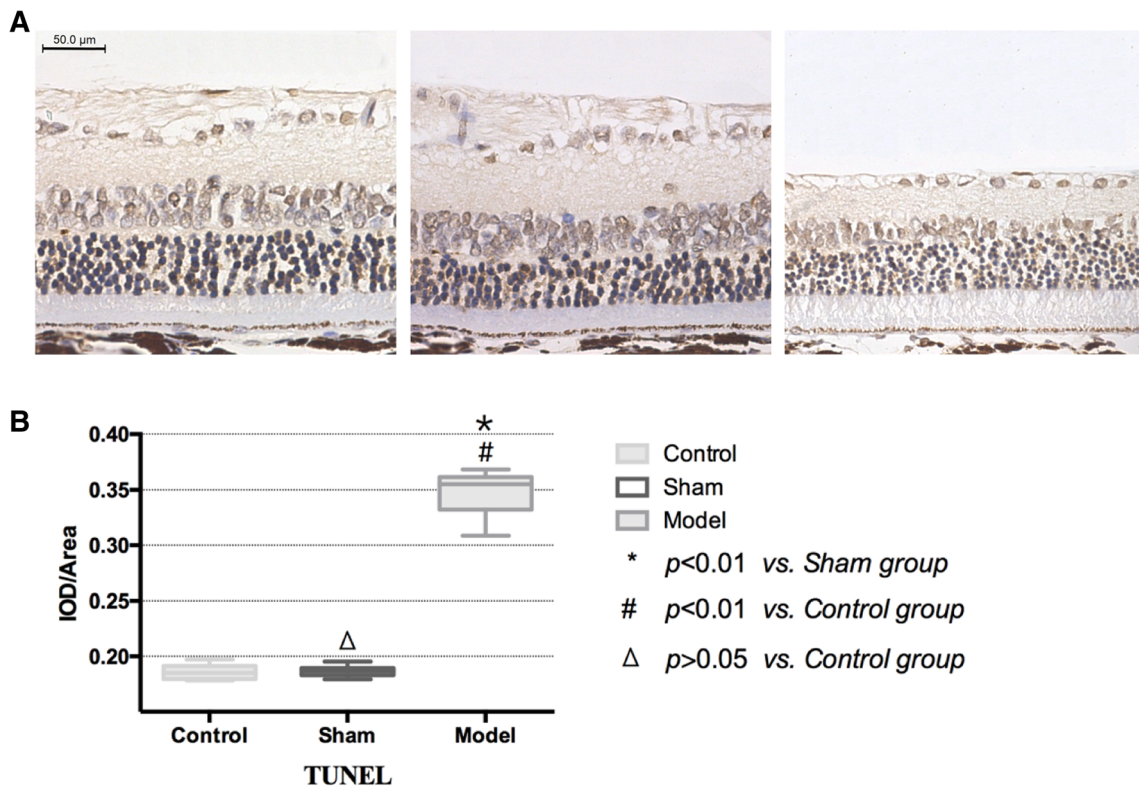 A
50.0 μm
B
0.40
0.35
0.30
0.25
0.20
IOD/Area
*
#
Δ
Control
Sham
Model
TUNEL
Control
Sham
Model
* p<0.01 vs. Sham group
# p<0.01 vs. Control group
Δ p>0.05 vs. Control group